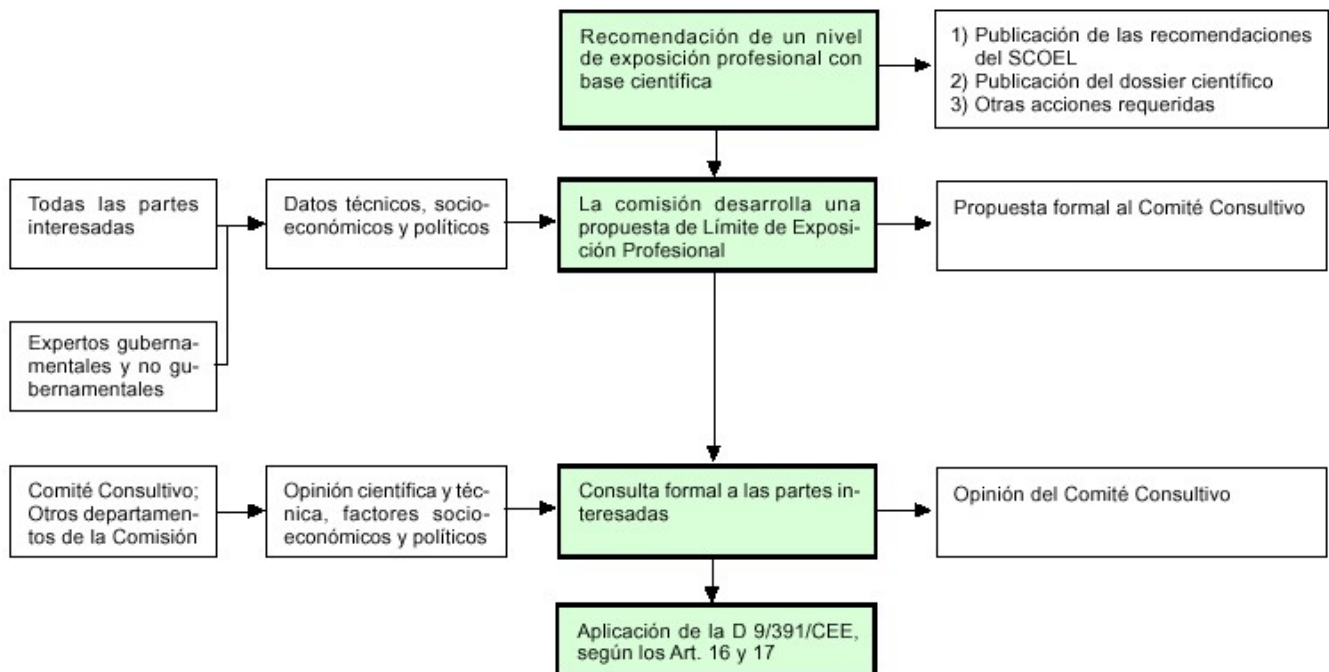 Recomendación de un nivel
de exposición profesional con
base científica
1) Publicación de las recomendaciones
del SCOEL
2) Publicación del dossier científico
3) Otras acciones requeridas
Todas las partes
interesadas
Datos técnicos, socio-
económicos y políticos
La comisión desarrolla una
propuesta de Límite de Exposi-
ción Profesional
Propuesta formal al Comité Consultivo
Expertos guberna-
mentales y no gu-
bernamentales
Comité Consultivo;
Otros departamen-
tos de la Comisión
Opinión científica y téc-
nica, factores socio-
económicos y políticos
Consulta formal a las partes in-
teresadas
Opinión del Comité Consultivo
Aplicación de la D 9/391/CEE,
según los Art. 16 y 17